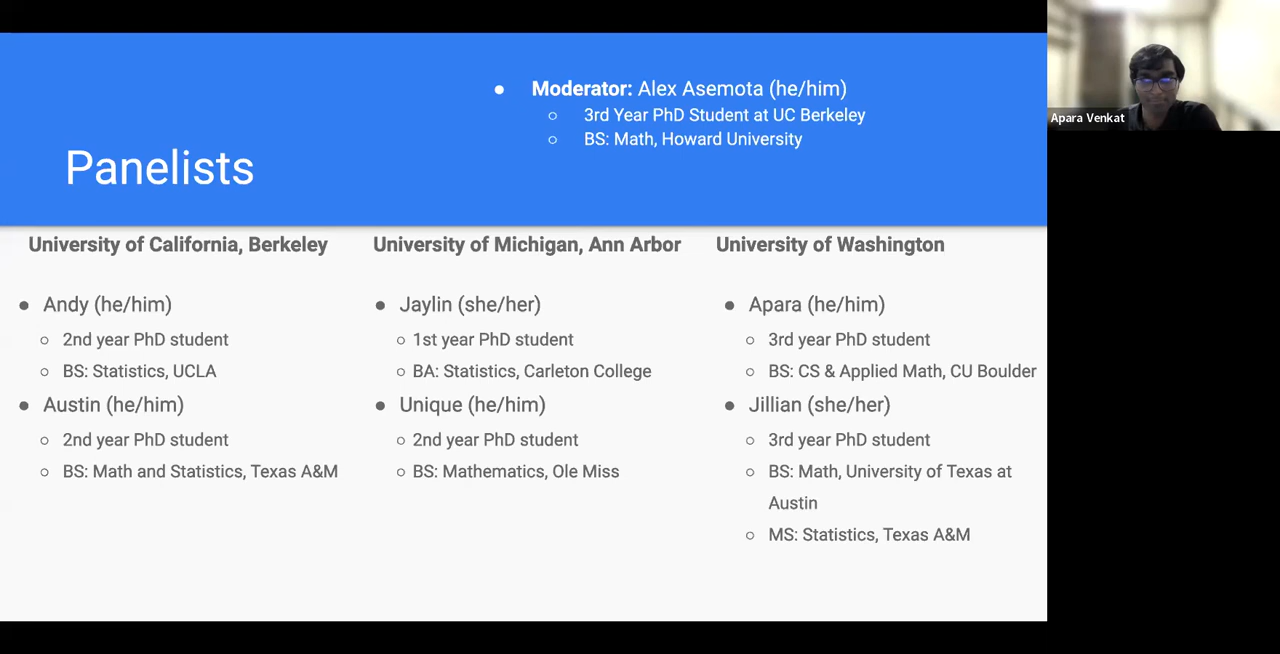 Panelists
● Moderator: Alex Asemota (he/him)
○ 3rd Year PhD Student at UC Berkeley
○ BS: Math, Howard University
University of California, Berkeley
● Andy (he/him)
○ 2nd year PhD student
○ BS: Statistics, UCLA
● Austin (he/him)
○ 2nd year PhD student
○ BS: Math and Statistics, Texas A&M
University of Michigan, Ann Arbor
● Jaylin (she/her)
○ 1st year PhD student
○ BA: Statistics, Carleton College
● Unique (he/him)
○ 2nd year PhD student
○ BS: Mathematics, Ole Miss
University of Washington
● Apara (he/him)
○ 3rd year PhD student
○ BS: CS & Applied Math, CU Boulder
● Jillian (she/her)
○ 3rd year PhD student
○ BS: Math, University of Texas at
Austin
○ MS: Statistics, Texas A&M
Apara Venkat